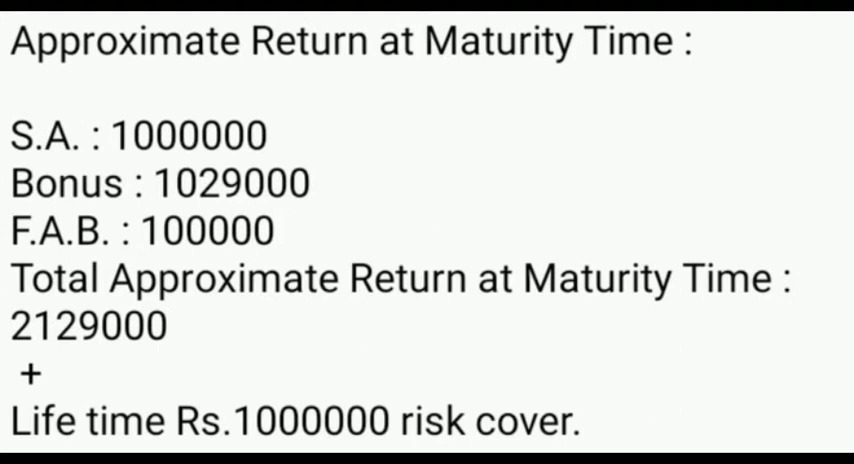 Approximate Return at Maturity Time :
S.A. : 1000000
Bonus : 1029000
F.A.B. : 100000
Total Approximate Return at Maturity Time :
2129000
+
Life time Rs.1000000 risk cover.